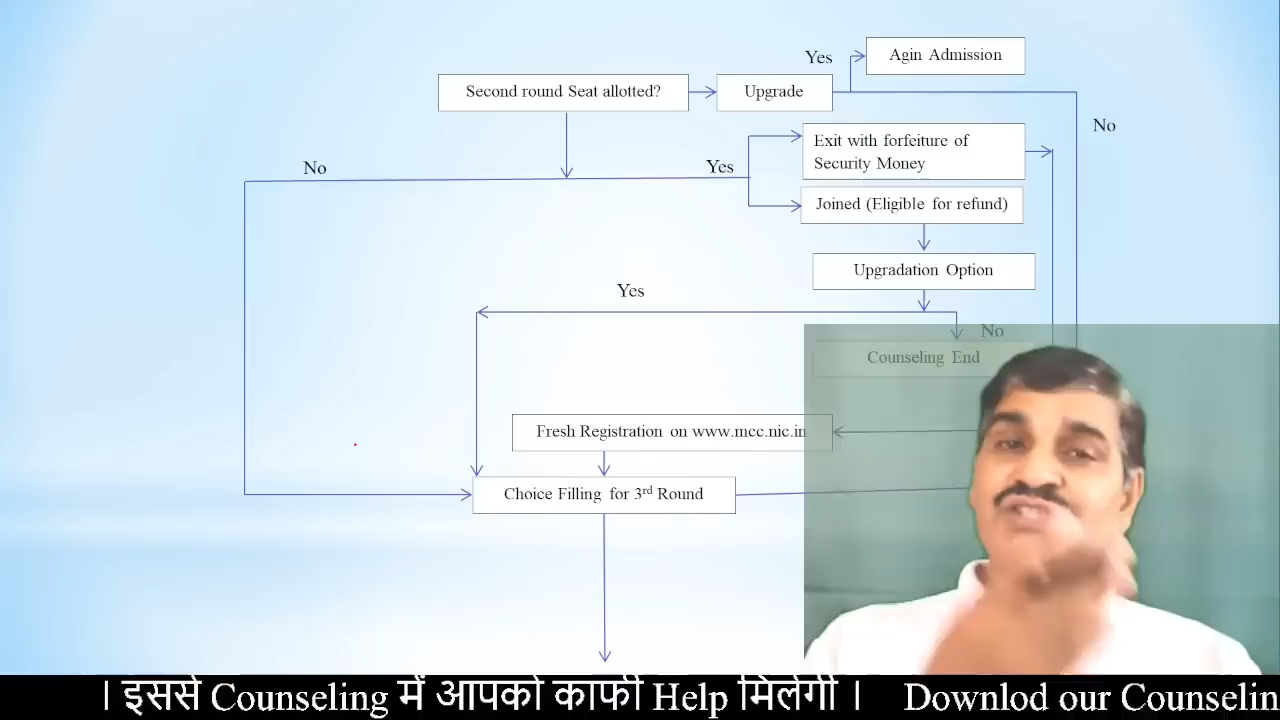 Yes
Agin Admission
Second round Seat allotted?
Upgrade
No
Exit with forfeiture of
Security Money
No
Yes
Joined (Eligible for refund)
Upgradation Option
Yes
No
Counseling End
Fresh Registration on www.mcc.nic.in
Choice Filling for 3rd Round
। इससे Counseling में आपको काफी Help मिलेगी । Downlod our Counselin